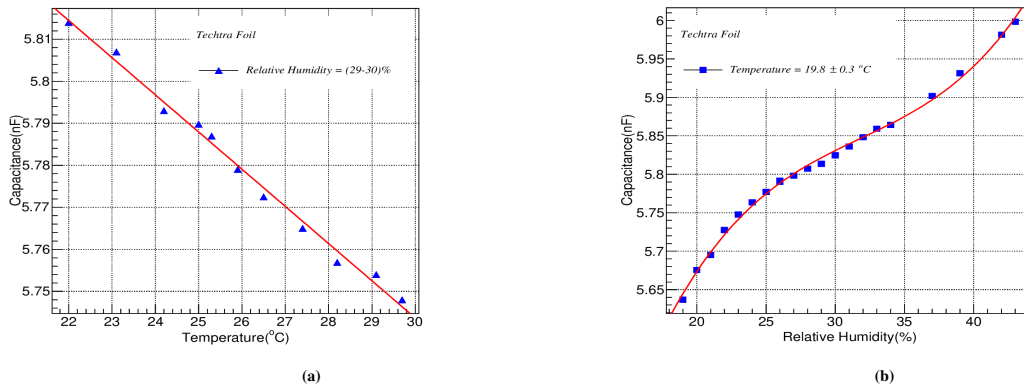 Techtra Foil
Relative Humidity = (29-30)%
5.81
5.8
5.79
5.78
5.77
5.76
5.75
Capacitance(nF)
22 23 24 25 26 27 28 29 30
Temperature(°C)
(a)
Techtra Foil
Temperature = 19.8 ± 0.3 °C
6
5.95
5.9
5.85
5.8
5.75
5.7
5.65
Capacitance(nF)
20 25 30 35 40
Relative Humidity(%)
(b)